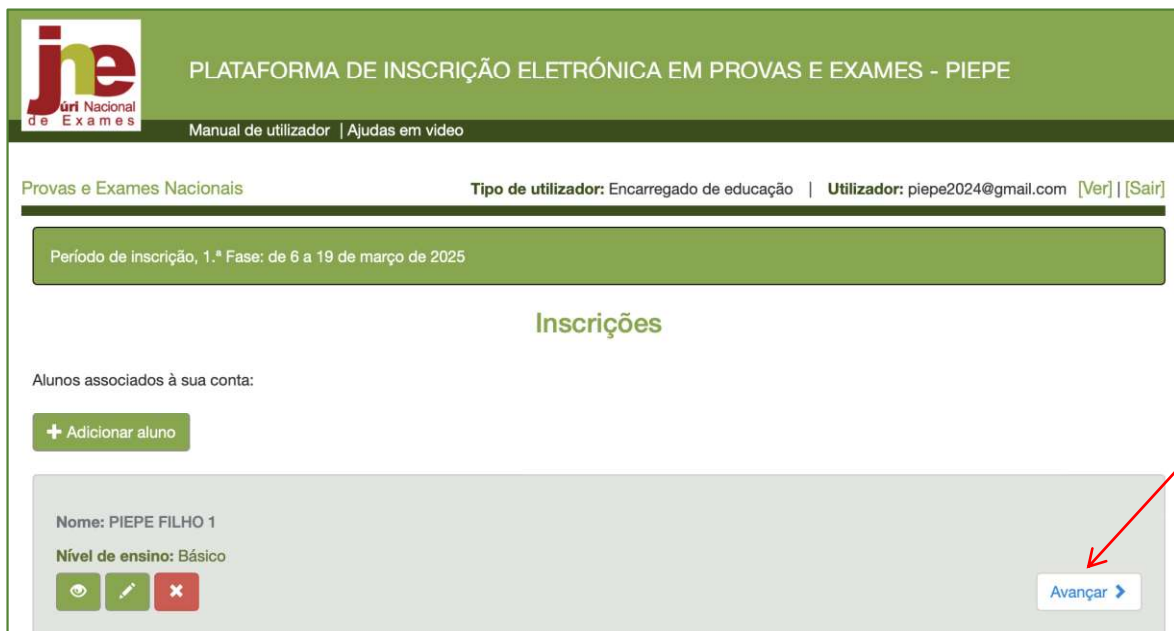 jne
Júri Nacional
de Exames
PLATAFORMA DE INSCRIÇÃO ELETRÓNICA EM PROVAS E EXAMES - PIEPE
Manual de utilizador | Ajudas em video
Provas e Exames Nacionais Tipo de utilizador: Encarregado de educação | Utilizador: piepe2024@gmail.com [Ver] | [Sair]
Período de inscrição, 1.ª Fase: de 6 a 19 de março de 2025
Inscrições
Alunos associados à sua conta:
+ Adicionar aluno
Nome: PIEPE FILHO 1
Nível de ensino: Básico
Avançar